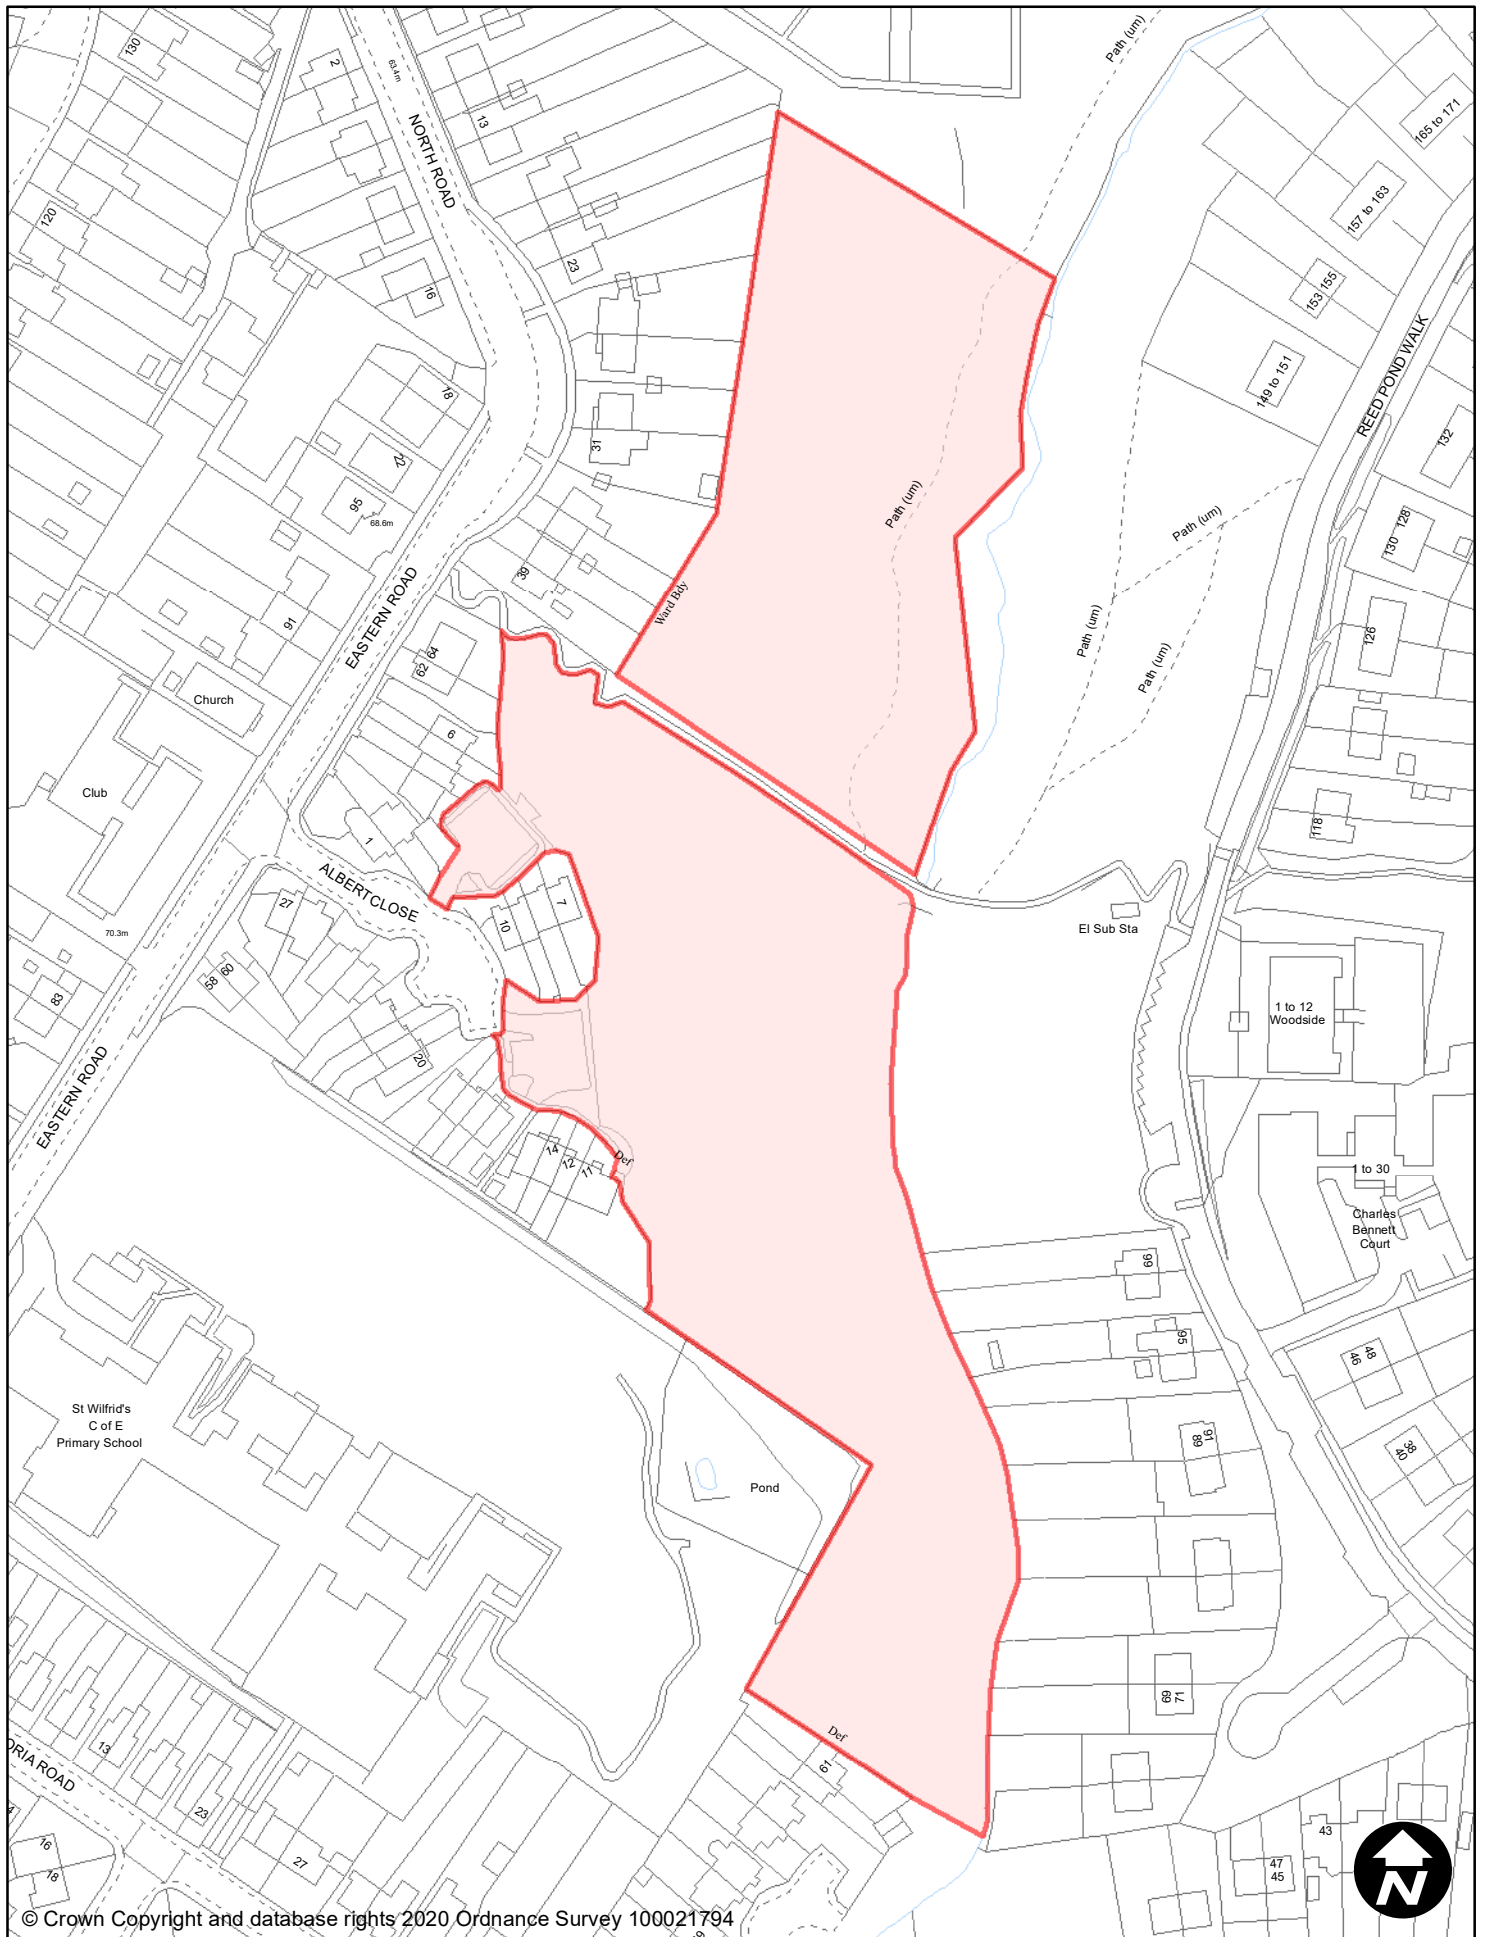 130
2
63.4m
NORTH ROAD
13
Path (um)
165 to 171
157 to 163
120
23
16
153 155
REED POND WALK
149 to 151
78
22
31
132
95
68.6m
Path (um)
Path (um)
128
130
39
Ward Bdy
91
EASTERN ROAD
62 64
Path (um)
Path (um)
126
Church
6
Club
1
118
ALBERT CLOSE
27
7
10
70.3m
El Sub Sta
58 60
83
1 to 12
Woodside
20
EASTERN ROAD
14
12
11
Def
1 to 30
Charles
Bennett
Court
99
95
48
46
St Wilfrid's
C of E
Primary School
91
89
38
40
Pond
69
71
Def
61
13
ORIA ROAD
23
16
18
27
43
47
45
N
© Crown Copyright and database rights 2020 Ordnance Survey 100021794